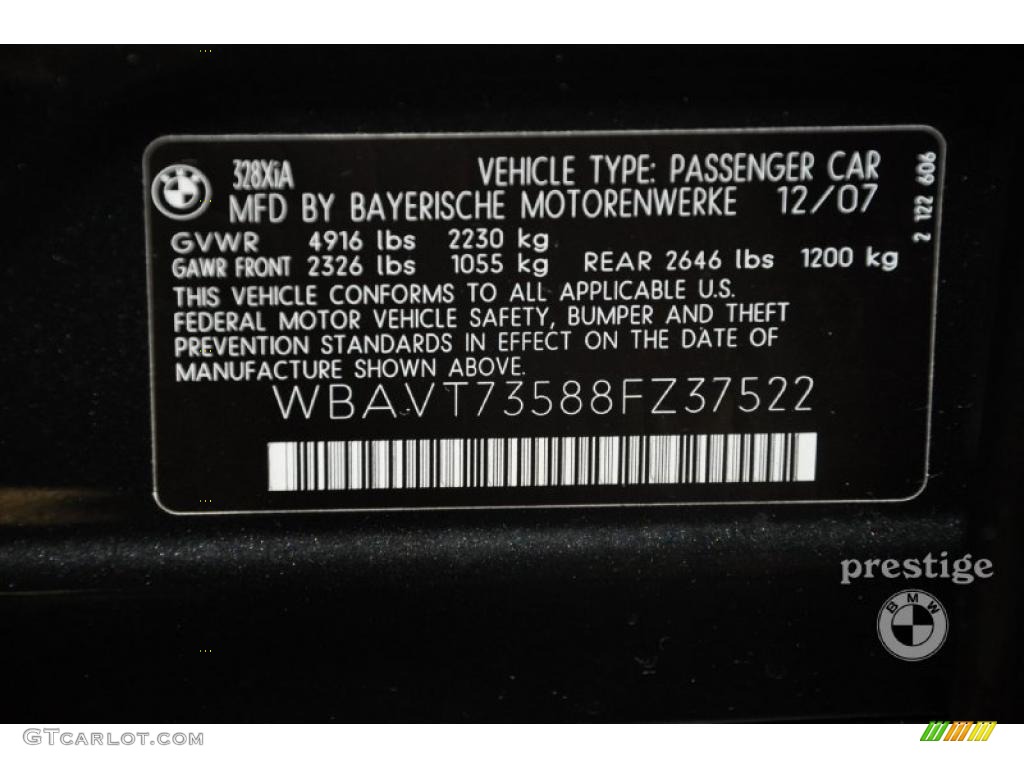 328XiA
VEHICLE TYPE: PASSENGER CAR
MFD BY BAYERISCHE MOTORENWERKE 12/07
2 122 606
GVWR 4916 lbs 2230 kg
GAWR FRONT 2326 lbs 1055 kg REAR 2646 lbs 1200 kg
THIS VEHICLE CONFORMS TO ALL APPLICABLE U.S.
FEDERAL MOTOR VEHICLE SAFETY, BUMPER AND THEFT
PREVENTION STANDARDS IN EFFECT ON THE DATE OF
MANUFACTURE SHOWN ABOVE.
WBAVT73588FZ37522
prestige
BMW
GTCARLOT.COM